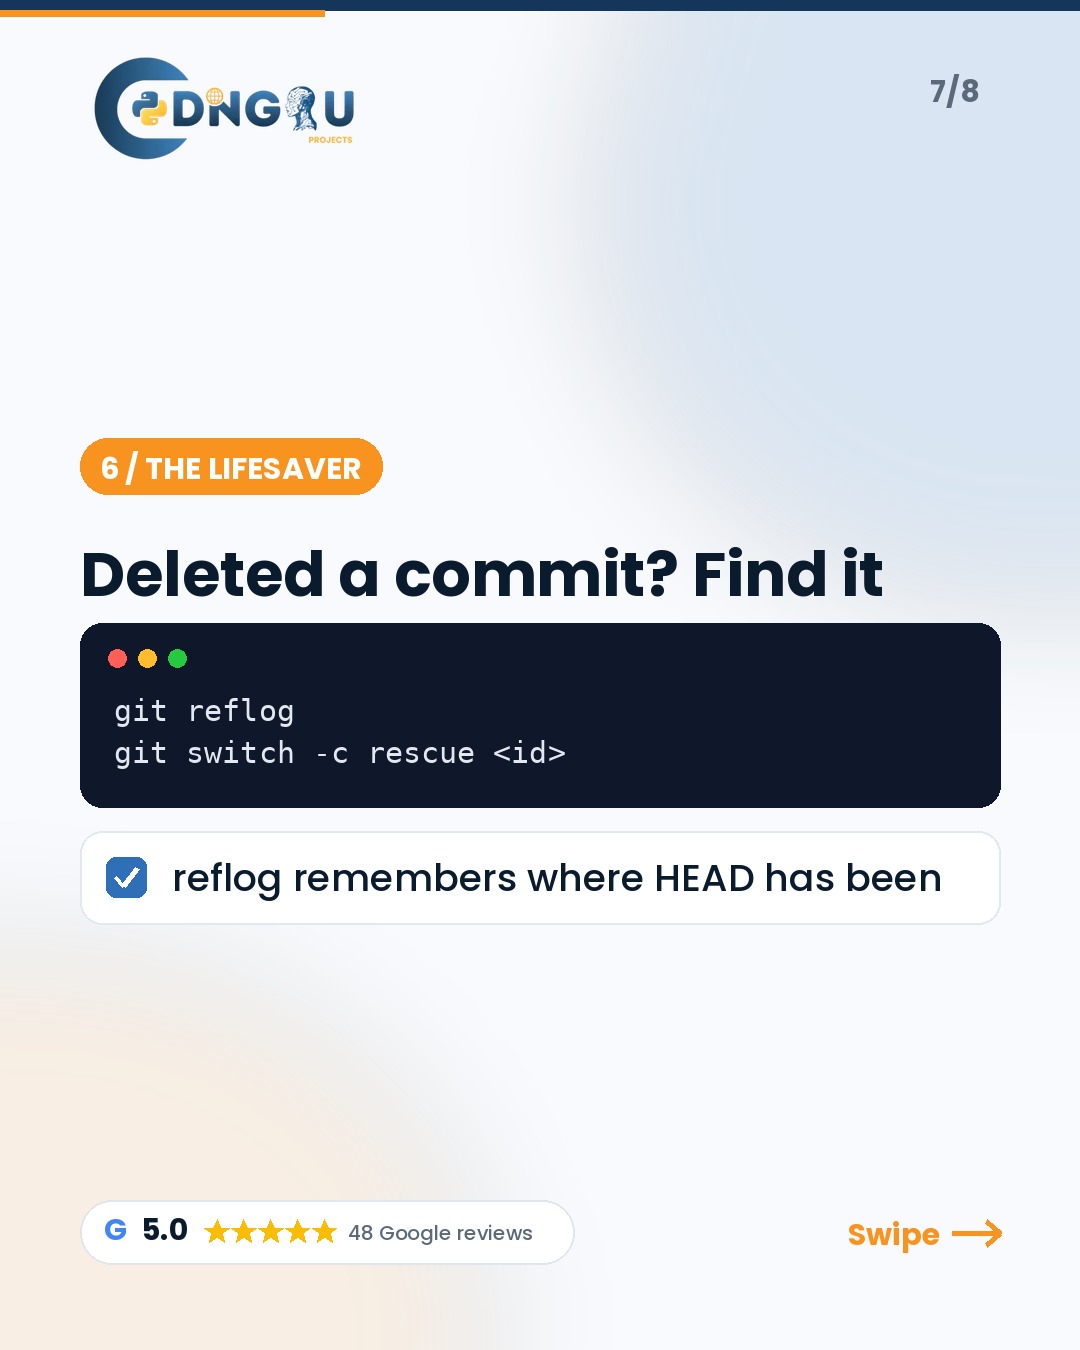 CDNG U
PROJECTS
7/8
6 / THE LIFESAVER
Deleted a commit? Find it
git reflog
git switch -c rescue <id>
reflog remembers where HEAD has been
G 5.0 ★★★★★ 48 Google reviews
Swipe →